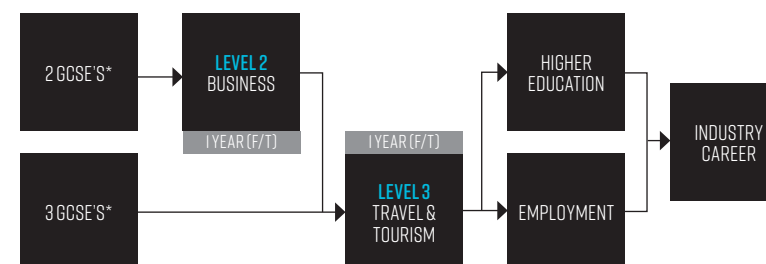 2 GCSE'S*
LEVEL 2
BUSINESS
1 YEAR (F/T)
3 GCSE'S*
1 YEAR (F/T)
LEVEL 3
TRAVEL &
TOURISM
HIGHER
EDUCATION
EMPLOYMENT
INDUSTRY
CAREER